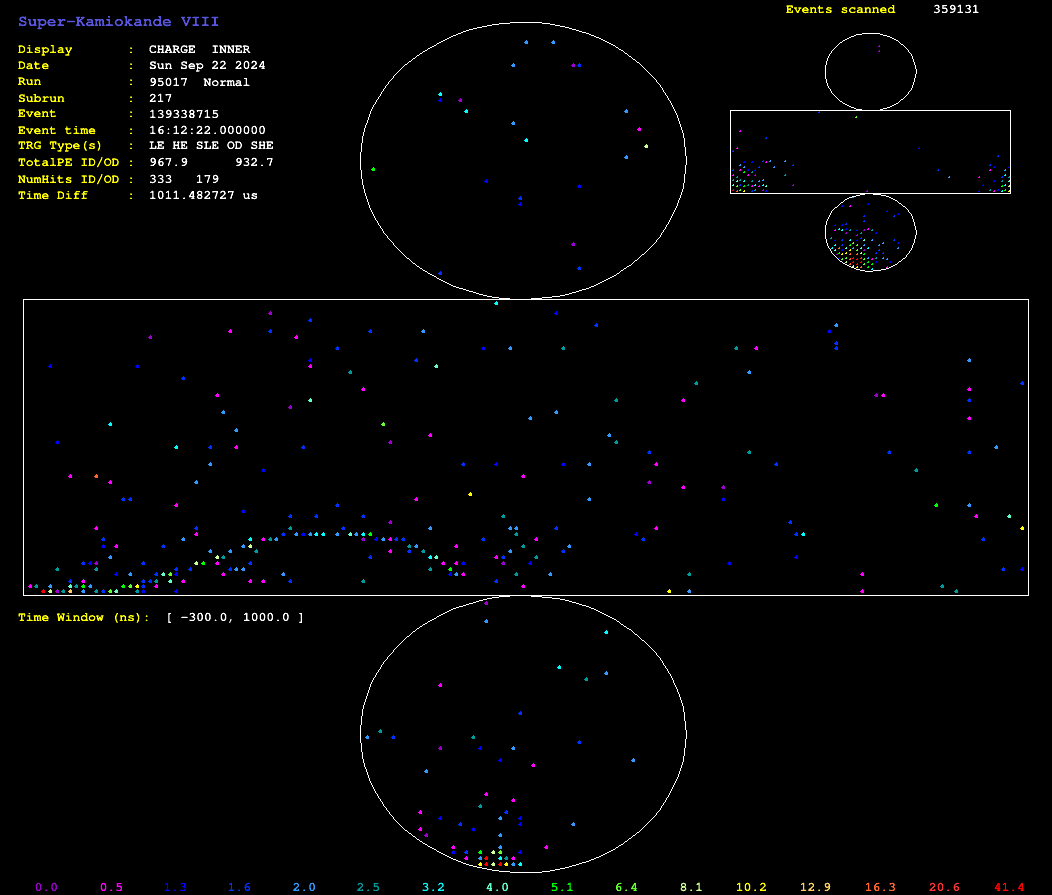 Super-Kamiokande VIII
Events scanned 359131
Display : CHARGE INNER
Date : Sun Sep 22 2024
Run : 95017 Normal
Subrun : 217
Event : 139338715
Event time : 16:12:22.000000
TRG Type(s) : LE HE SLE OD SHE
TotalPE ID/OD : 967.9 932.7
NumHits ID/OD : 333 179
Time Diff : 1011.482727 us
Time Window (ns): [ -300.0, 1000.0 ]
0.0 0.5 1.3 1.6 2.0 2.5 3.2 4.0 5.1 6.4 8.1 10.2 12.9 16.3 20.6 41.4